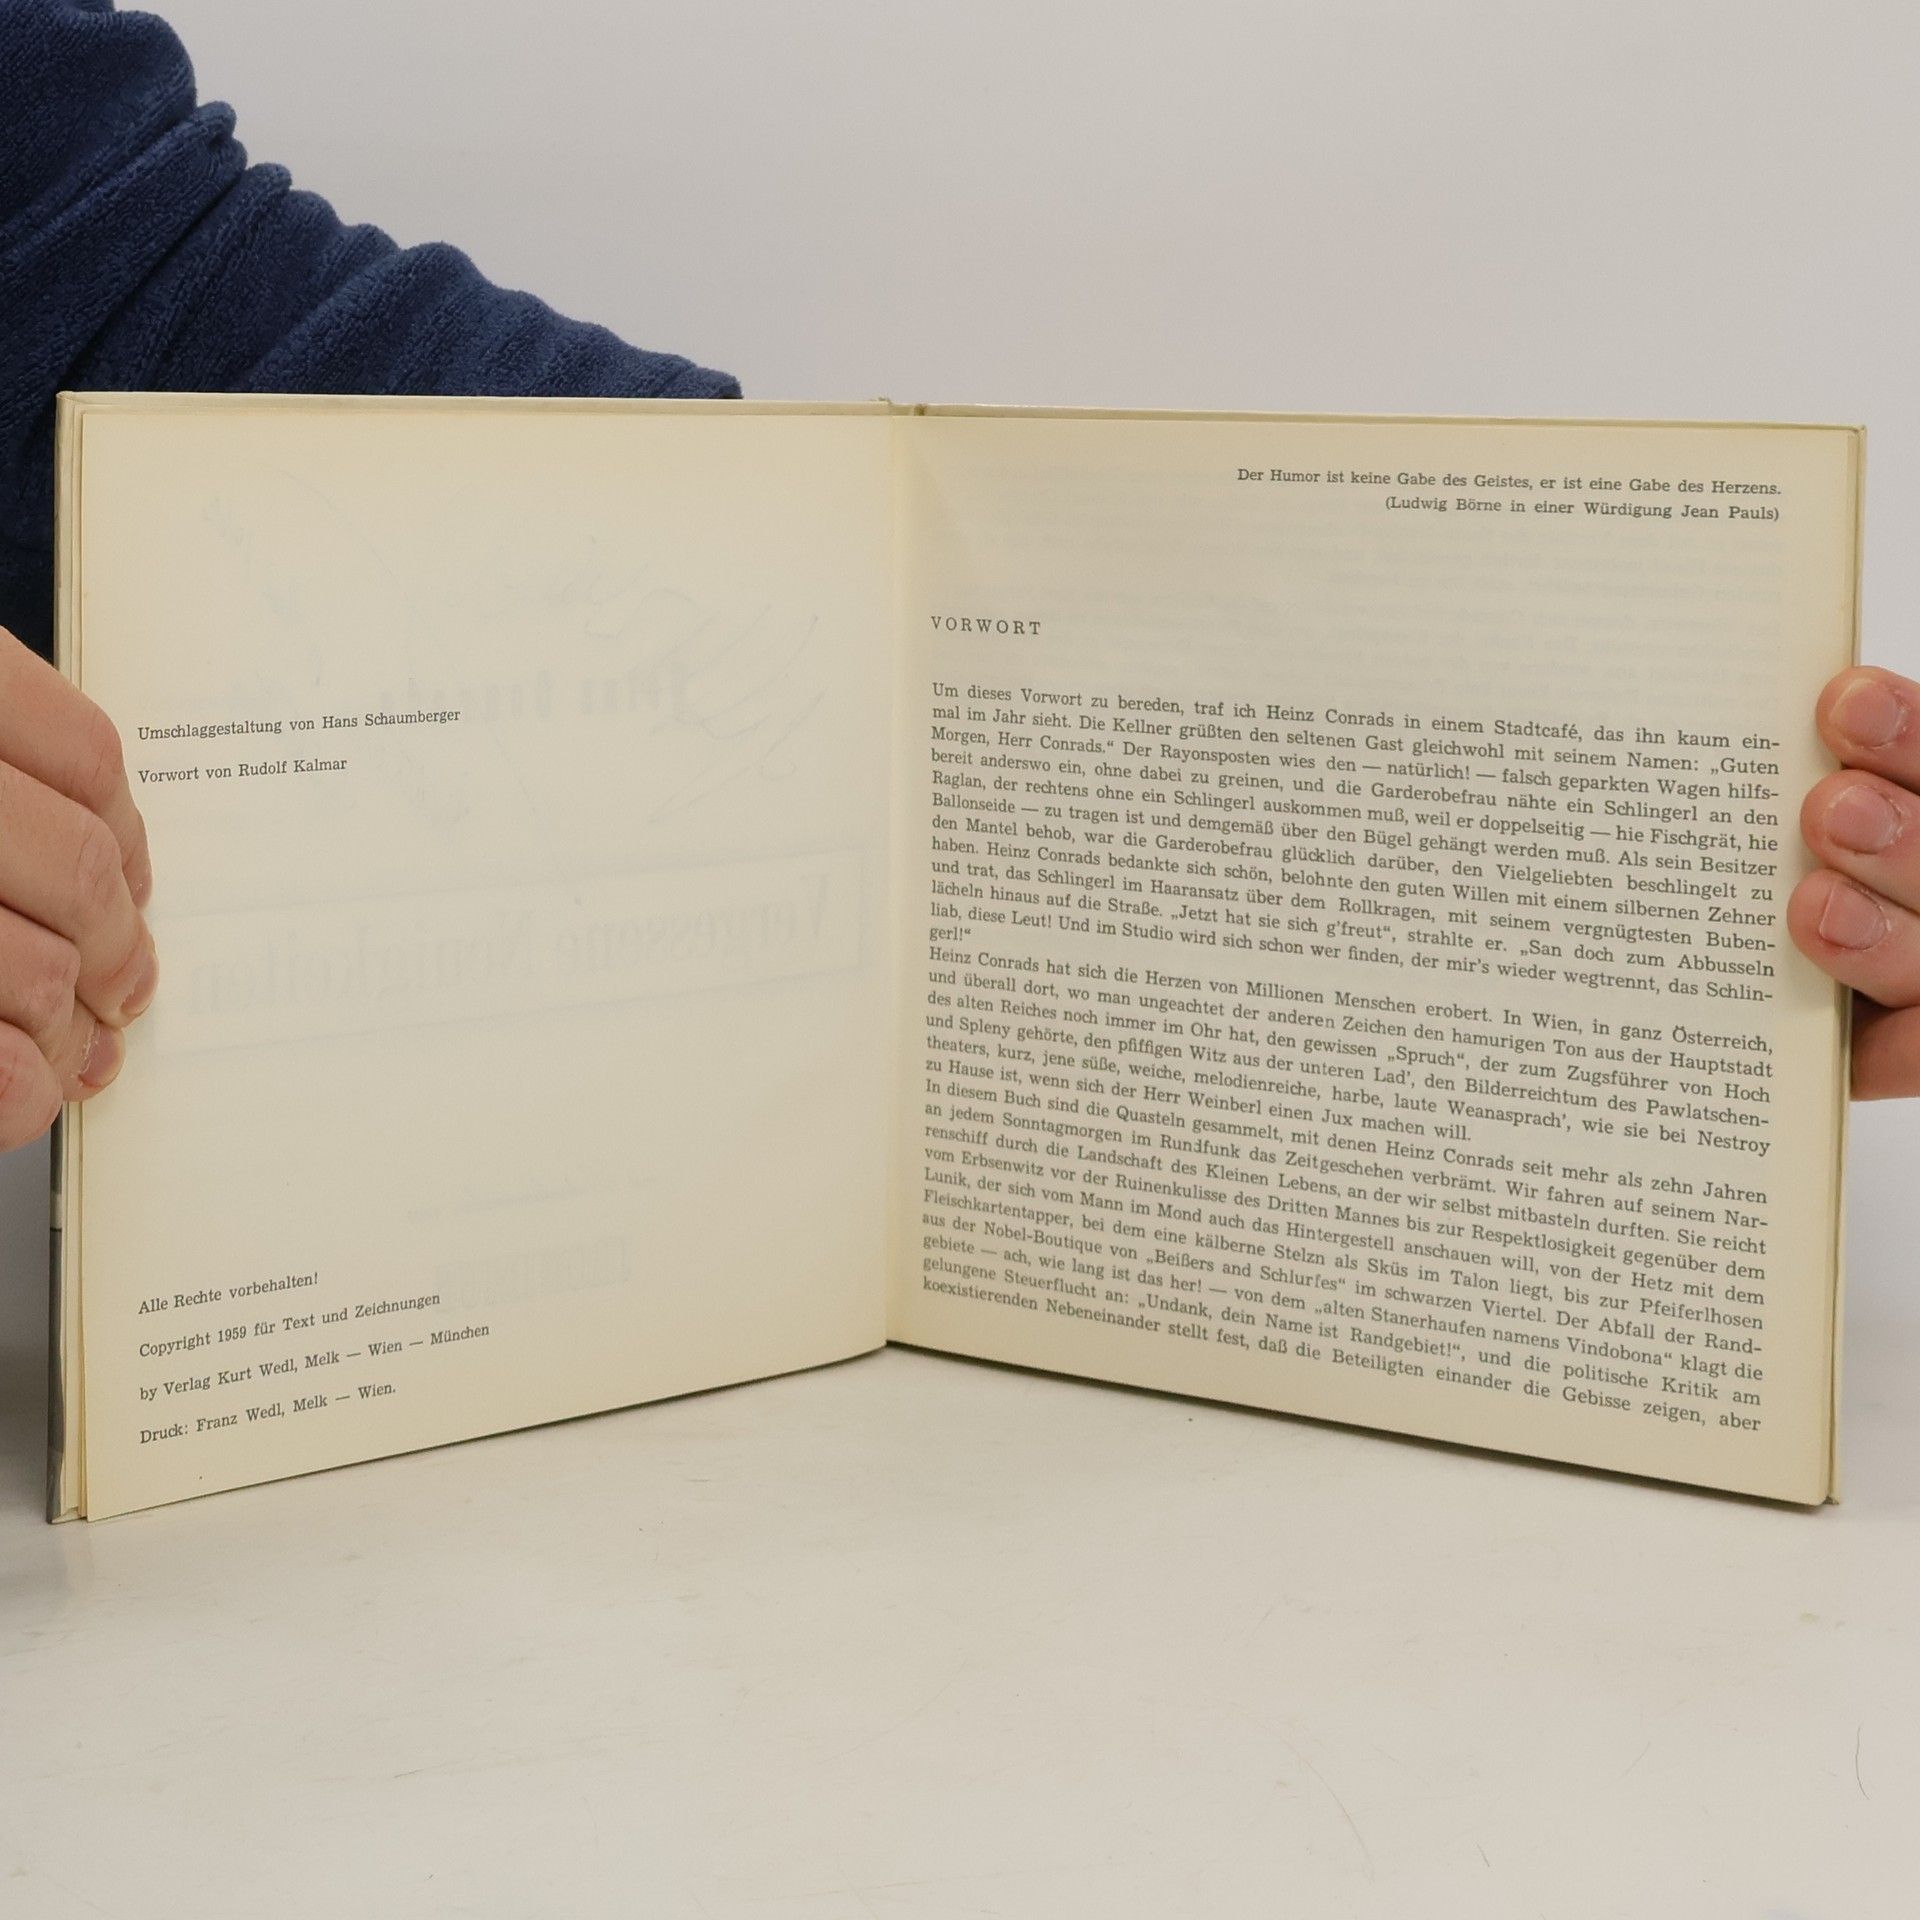 Umschlaggestaltung von Hans Schaumberger
Vorwort von Rudolf Kalmar
Alle Rechte vorbehalten!
Copyright 1959 für Text und Zeichnungen
by Verlag Kurt Wedl, Melk — Wien — München
Druck: Franz Wedl, Melk — Wien.
Der Humor ist keine Gabe des Geistes, er ist eine Gabe des Herzens.
(Ludwig Börne in einer Würdigung Jean Pauls)
VORWORT
Um dieses Vorwort zu bereden, traf ich Heinz Conrads in einem Stadtcafé, das ihn kaum ein-
mal im Jahr sieht. Die Kellner grüßten den seltenen Gast gleichwohl mit seinem Namen: „Guten
Morgen, Herr Conrads.“ Der Rayonsposten wies den — natürlich! — falsch geparkten Wagen hilfs-
bereit anderswo ein, ohne dabei zu greinen, und die Garderobefrau nähte ein Schlingerl an den
Raglan, der rechtens ohne ein Schlingerl auskommen muß, weil er doppelseitig — hie Fischgrät, hie
Ballonseide — zu tragen ist und demgemäß über den Bügel gehängt werden muß. Als sein Besitzer
den Mantel behob, war die Garderobefrau glücklich darüber, den Vielgeliebten beschlingelt zu
haben. Heinz Conrads bedankte sich schön, belohnte den guten Willen mit einem silbernen Zehner
und trat, das Schlingerl im Haaransatz über dem Rollkragen, mit seinem vergnügtesten Buben-
lächeln hinaus auf die Straße. „Jetzt hat sie sich g’freut“, strahlte er. „San doch zum Abbusseln
liab, diese Leut! Und im Studio wird sich schon wer finden, der mir’s wieder wegtrennt, das Schlin-
gerl!“
Heinz Conrads hat sich die Herzen von Millionen Menschen erobert. In Wien, in ganz Österreich,
und überall dort, wo man ungeachtet der anderen Zeichen den hamurigen Ton aus der Hauptstadt
des alten Reiches noch immer im Ohr hat, den gewissen „Spruch“, der zum Zugsführer von Hoch
und Spleny gehörte, den pfiffigen Witz aus der unteren Lad’, den Bilderreichtum des Pawlatschen-
theaters, kurz, jene süße, weiche, melodienreiche, harbe, laute Weanasprach’, wie sie bei Nestroy
zu Hause ist, wenn sich der Herr Weinberl einen Jux machen will.
In diesem Buch sind die Quasteln gesammelt, mit denen Heinz Conrads seit mehr als zehn Jahren
an jedem Sonntagmorgen im Rundfunk das Zeitgeschehen verbrämt. Wir fahren auf seinem Nar-
renschiff durch die Landschaft des Kleinen Lebens, an der wir selbst mitbasteln durften. Sie reicht
vom Erbsenwitz vor der Ruinenkulisse des Dritten Mannes bis zur Respektlosigkeit gegenüber dem
Lunik, der sich vom Mann im Mond auch das Hintergestell anschauen will, von der Hetz mit dem
Fleischkartentapper, bei dem eine kälberne Stelzn als Sküs im Talon liegt, bis zur Pfeiferlhosen
aus der Nobel-Boutique von „Beißers and Schlurfes“ im schwarzen Viertel. Der Abfall der Rand-
gebiete — ach, wie lang ist das her! — von dem „alten Stanerhaufen namens Vindobona“ klagt die
gelungene Steuerflucht an: „Undank, dein Name ist Randgebiet!“, und die politische Kritik am
koexistierenden Nebeneinander stellt fest, daß die Beteiligten einander die Gebisse zeigen, aber